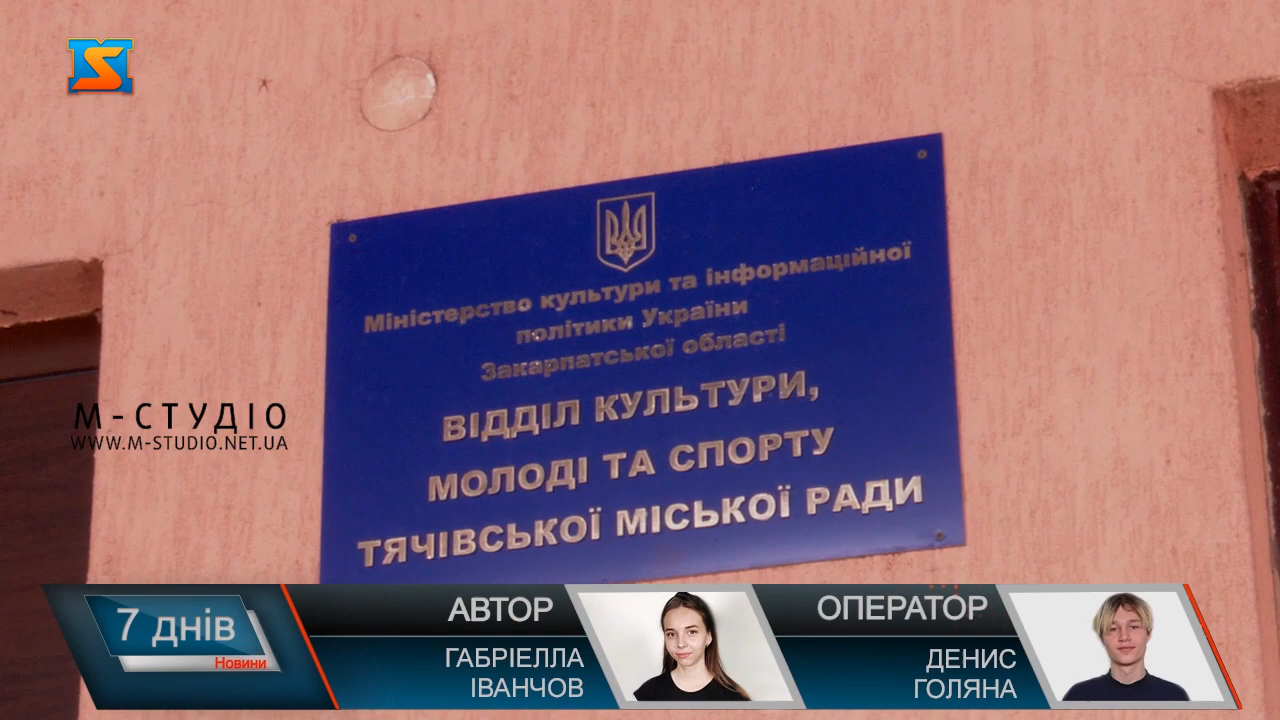 Міністерство культури та інформаційної
політики України
Закарпатської області
ВІДДІЛ КУЛЬТУРИ,
МОЛОДІ ТА СПОРТУ
ТЯЧІВСЬКОЇ МІСЬКОЇ РАДИ
М-СТУДІО
WWW.M-STUDIO.NET.UA
7 днів
Новини
АВТОР
ГАБРІЕЛЛА
ІВАНЧОВ
ОПЕРАТОР
ДЕНИС
ГОЛЯНА